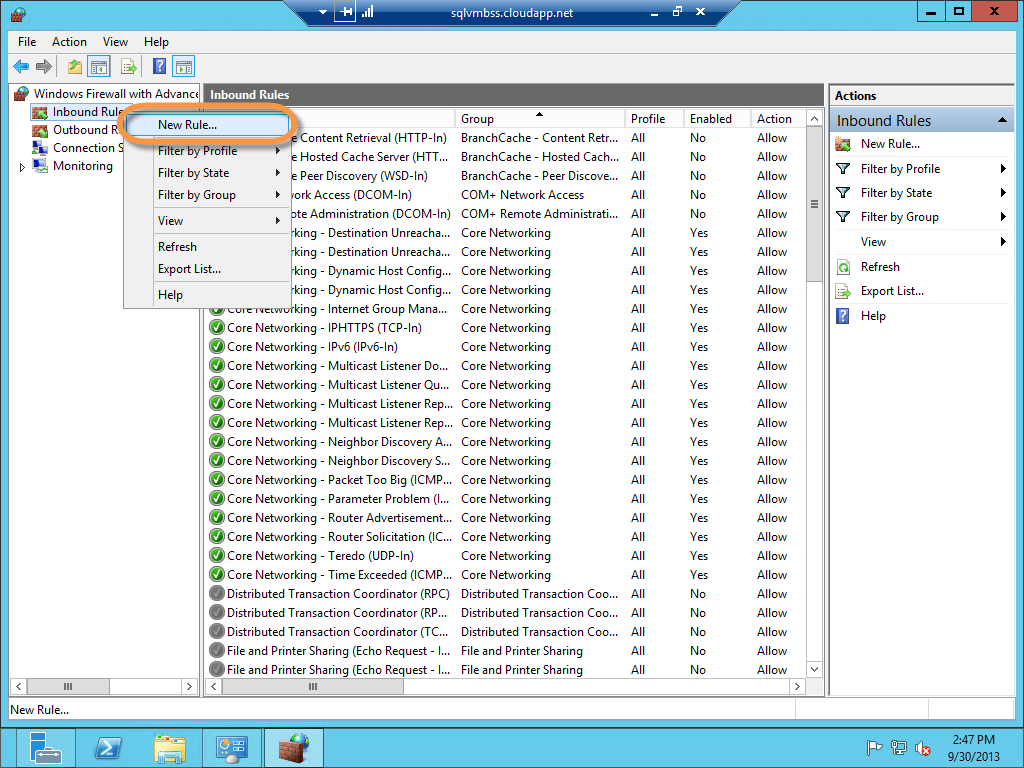 sqlvmbss.cloudapp.net
File Action View Help
Windows Firewall with Advance
Inbound Rule
Outbound R
Connection S
Monitoring
New Rule...
Filter by Profile
Filter by State
Filter by Group
View
Refresh
Export List...
Help
Inbound Rules
Group Profile Enabled Action
e Content Retrieval (HTTP-In) BranchCache - Content Retr... All No Allow
e Hosted Cache Server (HTT... BranchCache - Hosted Cach... All No Allow
e Peer Discovery (WSD-In) BranchCache - Peer Discove... All No Allow
ork Access (DCOM-In) COM+ Network Access All No Allow
ote Administration (DCOM-In) COM+ Remote Administrati... All No Allow
rking - Destination Unreacha... Core Networking All Yes Allow
rking - Destination Unreacha... Core Networking All Yes Allow
rking - Dynamic Host Config... Core Networking All Yes Allow
rking - Dynamic Host Config... Core Networking All Yes Allow
Core Networking - Internet Group Mana... Core Networking All Yes Allow
Core Networking - IPHTTPS (TCP-In) Core Networking All Yes Allow
Core Networking - IPv6 (IPv6-In) Core Networking All Yes Allow
Core Networking - Multicast Listener Do... Core Networking All Yes Allow
Core Networking - Multicast Listener Qu... Core Networking All Yes Allow
Core Networking - Multicast Listener Rep... Core Networking All Yes Allow
Core Networking - Multicast Listener Rep... Core Networking All Yes Allow
Core Networking - Neighbor Discovery A... Core Networking All Yes Allow
Core Networking - Neighbor Discovery S... Core Networking All Yes Allow
Core Networking - Packet Too Big (ICMP... Core Networking All Yes Allow
Core Networking - Parameter Problem (I... Core Networking All Yes Allow
Core Networking - Router Advertisement... Core Networking All Yes Allow
Core Networking - Router Solicitation (IC... Core Networking All Yes Allow
Core Networking - Teredo (UDP-In) Core Networking All Yes Allow
Core Networking - Time Exceeded (ICMP... Core Networking All Yes Allow
Distributed Transaction Coordinator (RPC) Distributed Transaction Coo... All No Allow
Distributed Transaction Coordinator (RP... Distributed Transaction Coo... All No Allow
Distributed Transaction Coordinator (TC... Distributed Transaction Coo... All No Allow
File and Printer Sharing (Echo Request - I... File and Printer Sharing All No Allow
File and Printer Sharing (Echo Request - I... File and Printer Sharing All No Allow
Actions
Inbound Rules
New Rule...
Filter by Profile
Filter by State
Filter by Group
View
Refresh
Export List...
Help
New Rule...
2:47 PM
9/30/2013